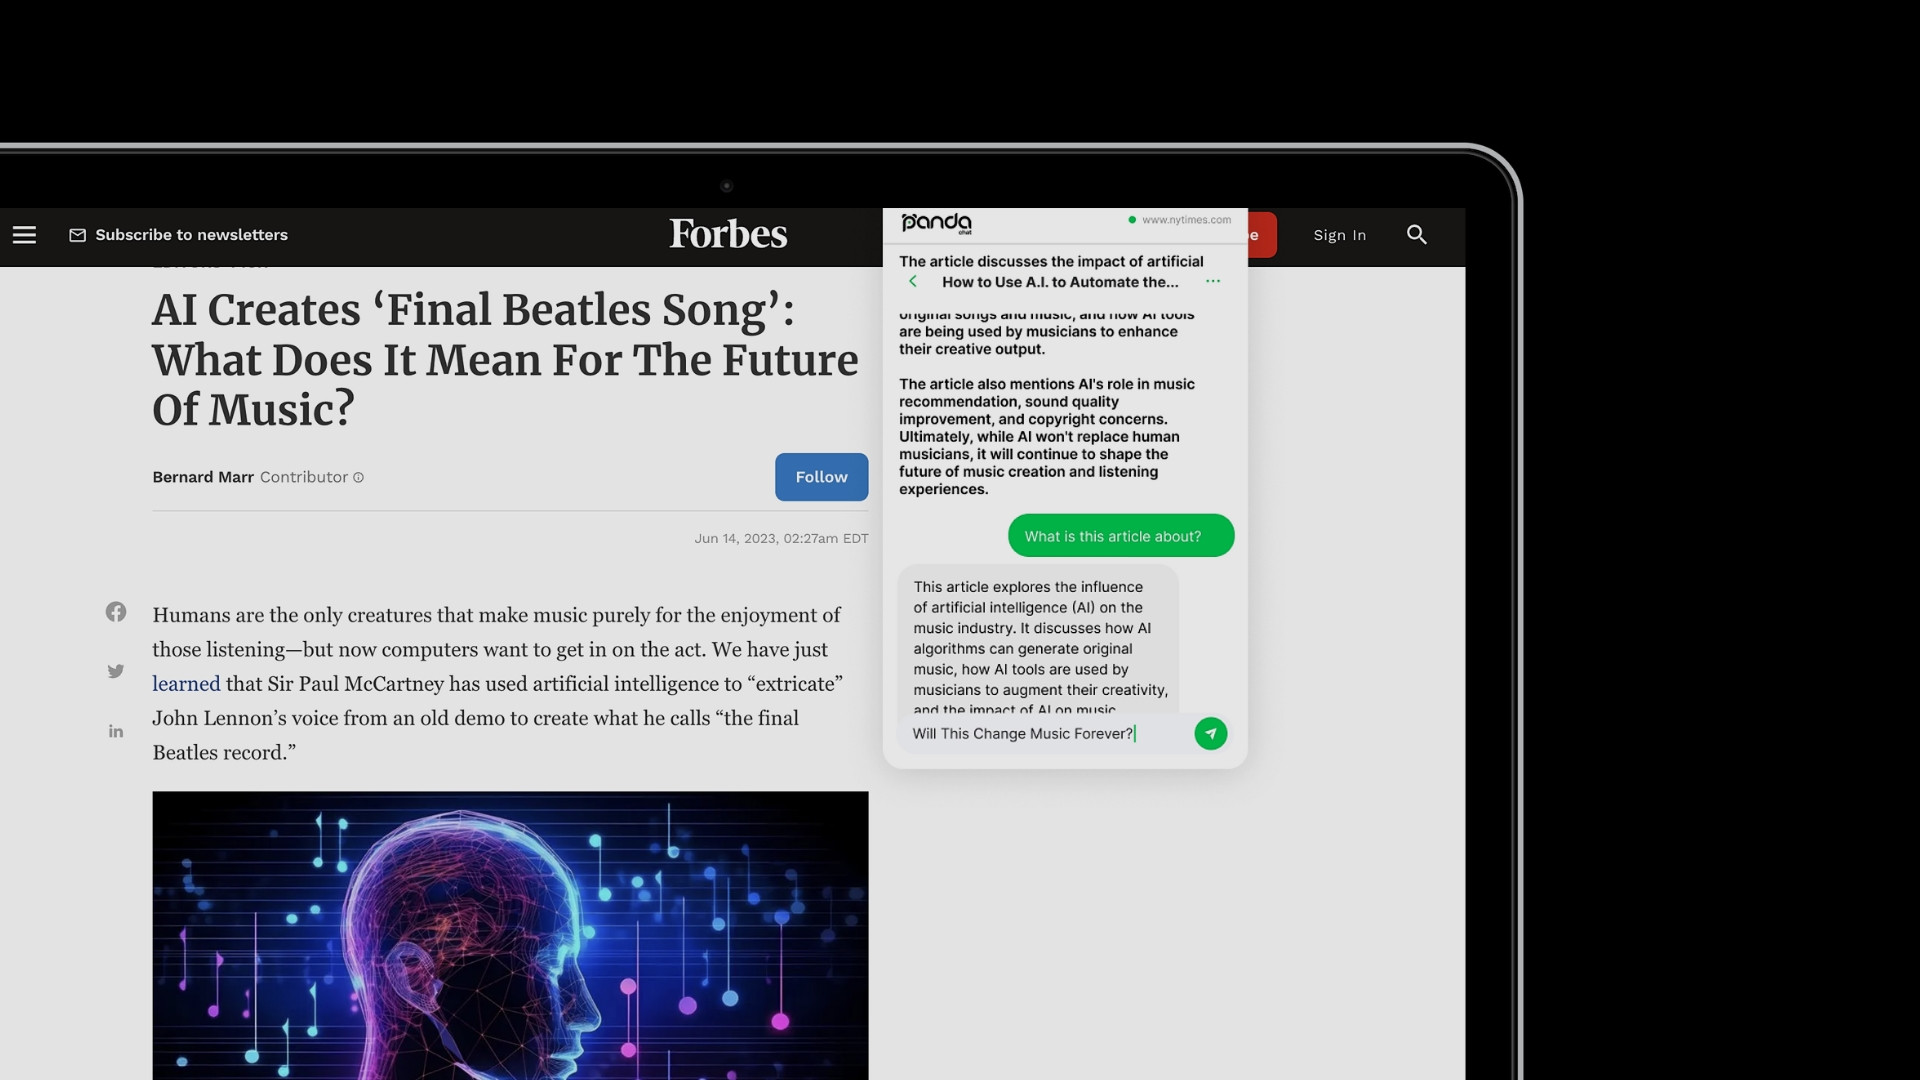 Subscribe to newsletters
Forbes
Sign In
AI Creates ‘Final Beatles Song’:
What Does It Mean For The Future
Of Music?
Bernard Marr Contributor
Follow
Jun 14, 2023, 02:27am EDT
Humans are the only creatures that make music purely for the enjoyment of
those listening—but now computers want to get in on the act. We have just
learned that Sir Paul McCartney has used artificial intelligence to “extricate”
John Lennon’s voice from an old demo to create what he calls “the final
Beatles record.”
panda
chat
www.nytimes.com
The article discusses the impact of artificial
How to Use A.I. to Automate the...
original songs and music, and how AI tools
are being used by musicians to enhance
their creative output.
The article also mentions AI's role in music
recommendation, sound quality
improvement, and copyright concerns.
Ultimately, while AI won't replace human
musicians, it will continue to shape the
future of music creation and listening
experiences.
What is this article about?
This article explores the influence
of artificial intelligence (AI) on the
music industry. It discusses how AI
algorithms can generate original
music, how AI tools are used by
musicians to augment their creativity,
and the impact of AI on music
Will This Change Music Forever?